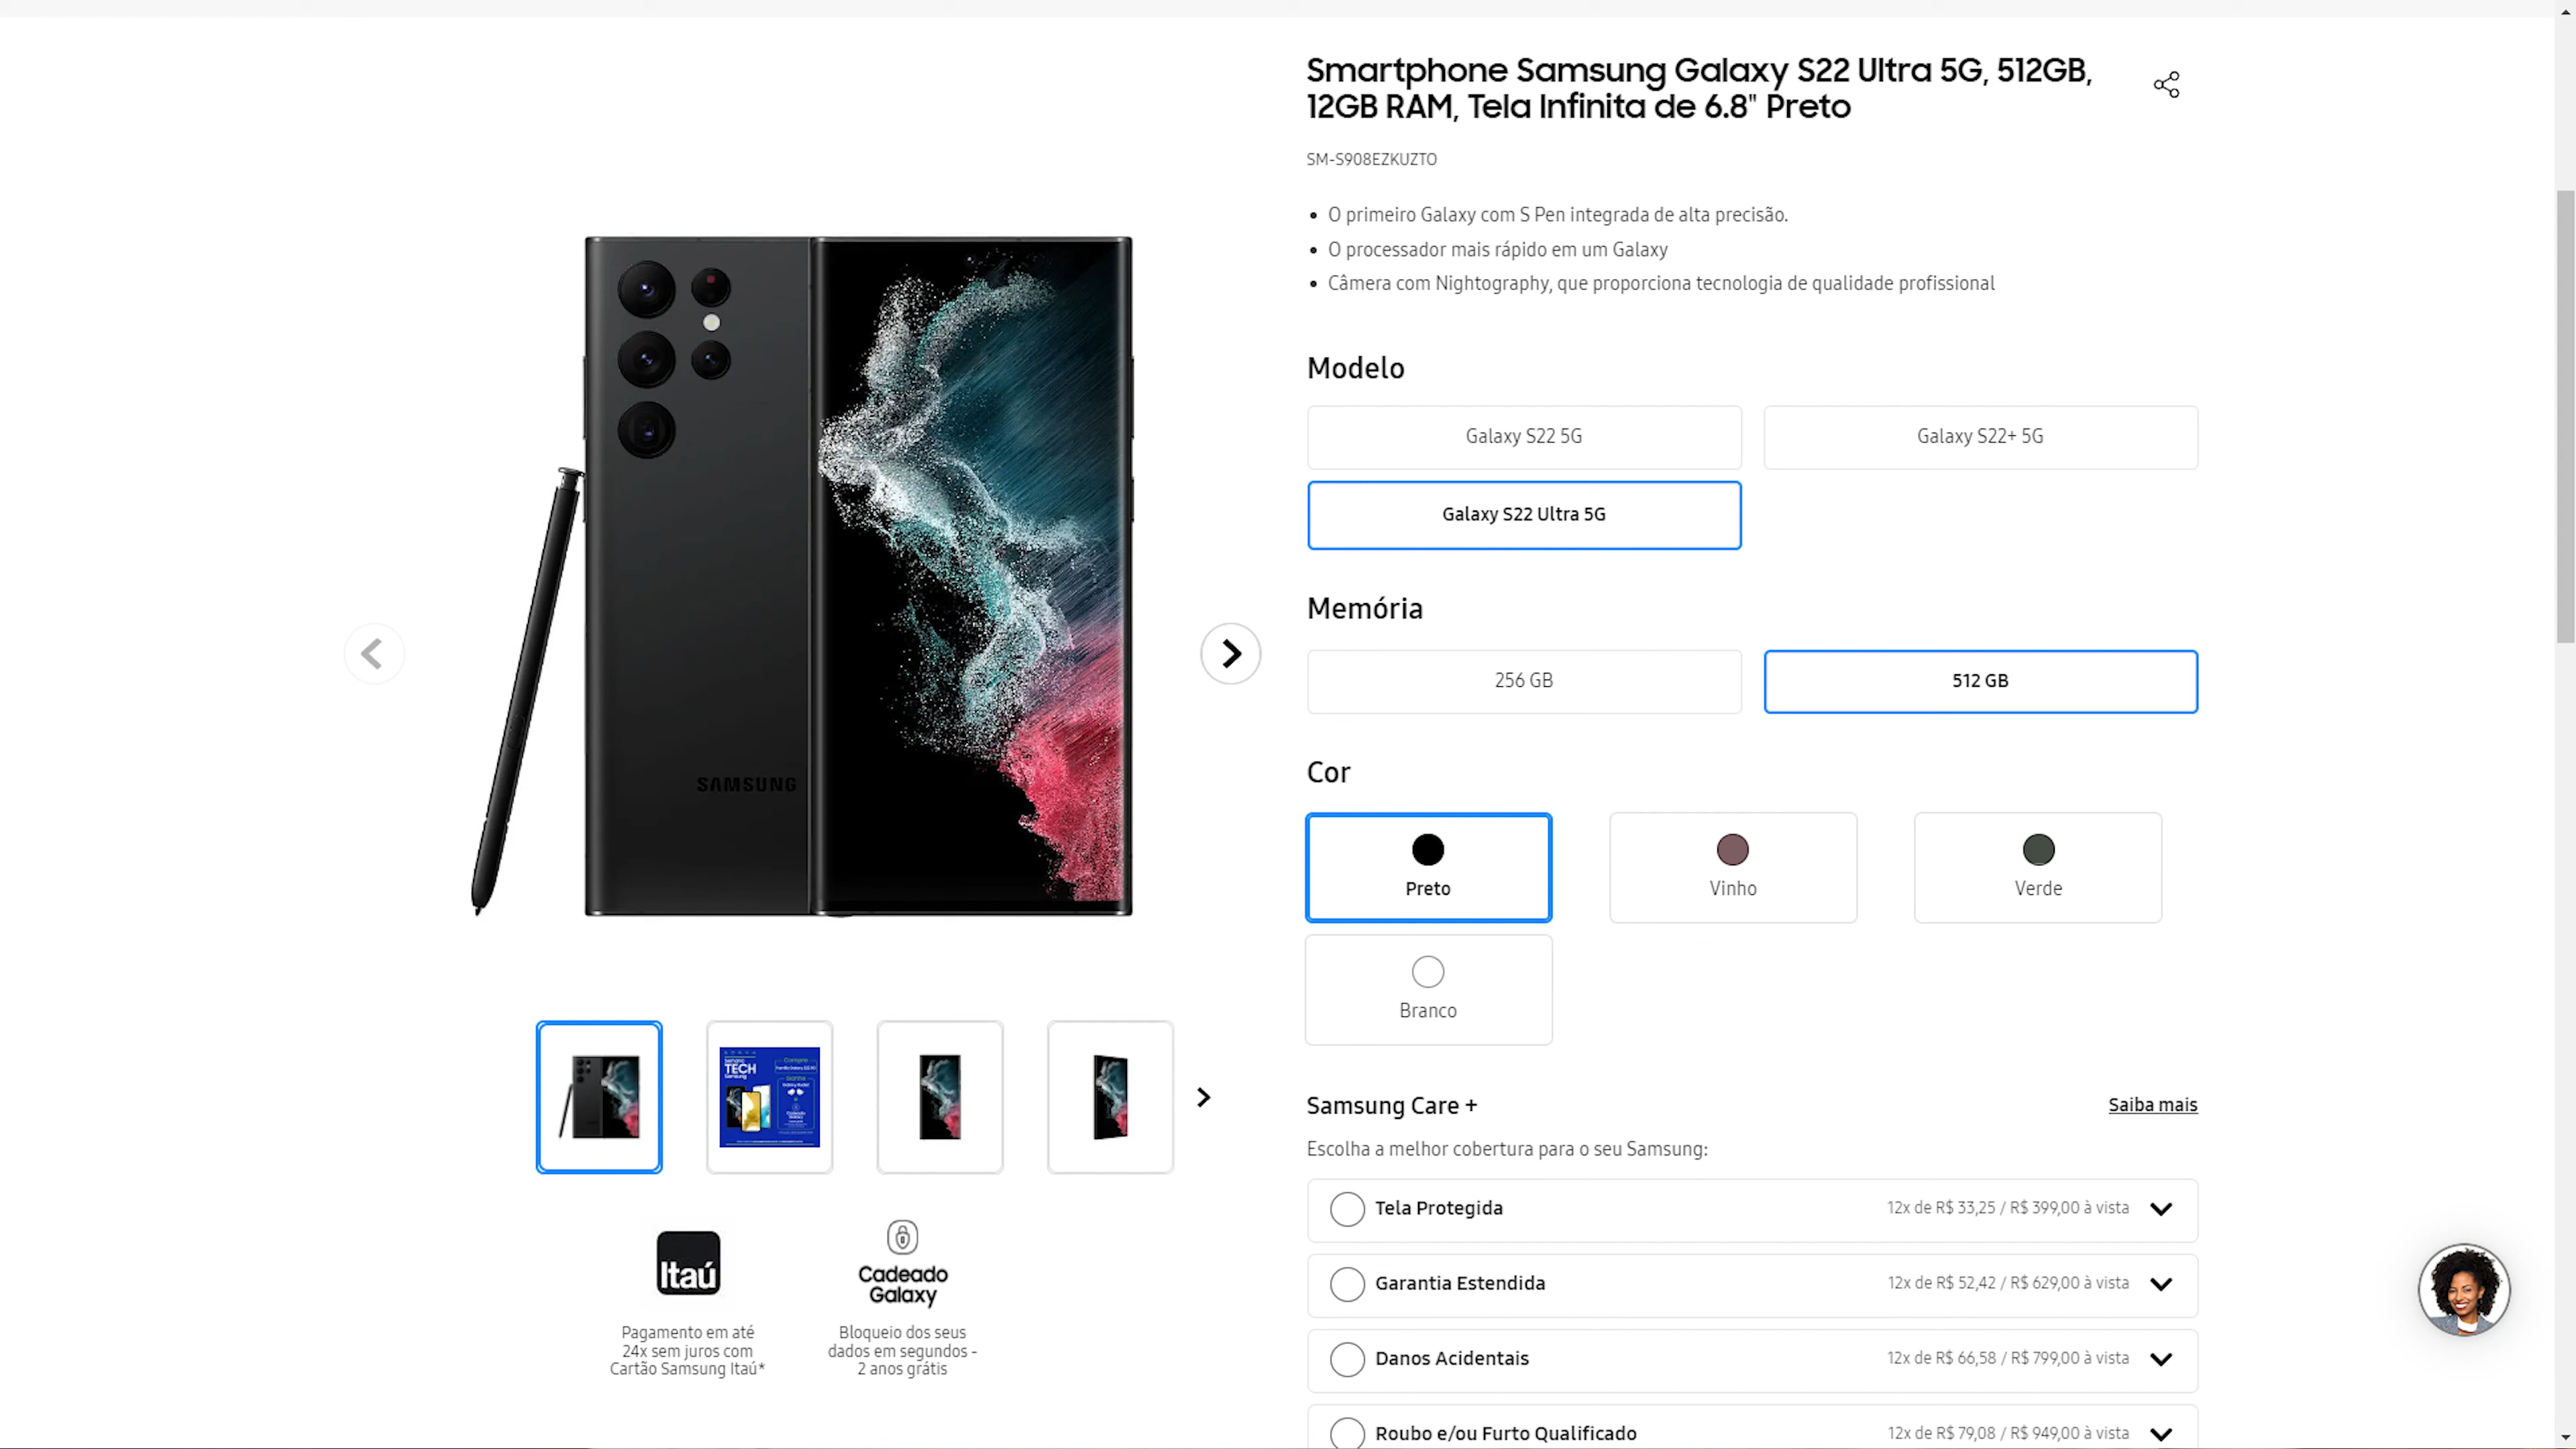 Smartphone Samsung Galaxy S22 Ultra 5G, 512GB,
12GB RAM, Tela Infinita de 6.8" Preto
SM-S908EZKUZTO
O primeiro Galaxy com S Pen integrada de alta precisão.
O processador mais rápido em um Galaxy
Câmera com Nightography, que proporciona tecnologia de qualidade profissional
Modelo
Galaxy S22 5G
Galaxy S22+ 5G
Galaxy S22 Ultra 5G
Memória
256 GB
512 GB
Cor
Preto
Vinho
Verde
Branco
Samsung Care +
Saiba mais
Escolha a melhor cobertura para o seu Samsung:
Tela Protegida
12x de R$ 33,25 / R$ 399,00 à vista
Garantia Estendida
12x de R$ 52,42 / R$ 629,00 à vista
Danos Acidentais
12x de R$ 66,58 / R$ 799,00 à vista
Roubo e/ou Furto Qualificado
12x de R$ 79,08 / R$ 949,00 à vista
SAMSUNG
TECH
Itaú
Pagamento em até
24x sem juros com
Cartão Samsung Itaú*
Cadeado
Galaxy
Bloqueio dos seus
dados em segundos -
2 anos grátis